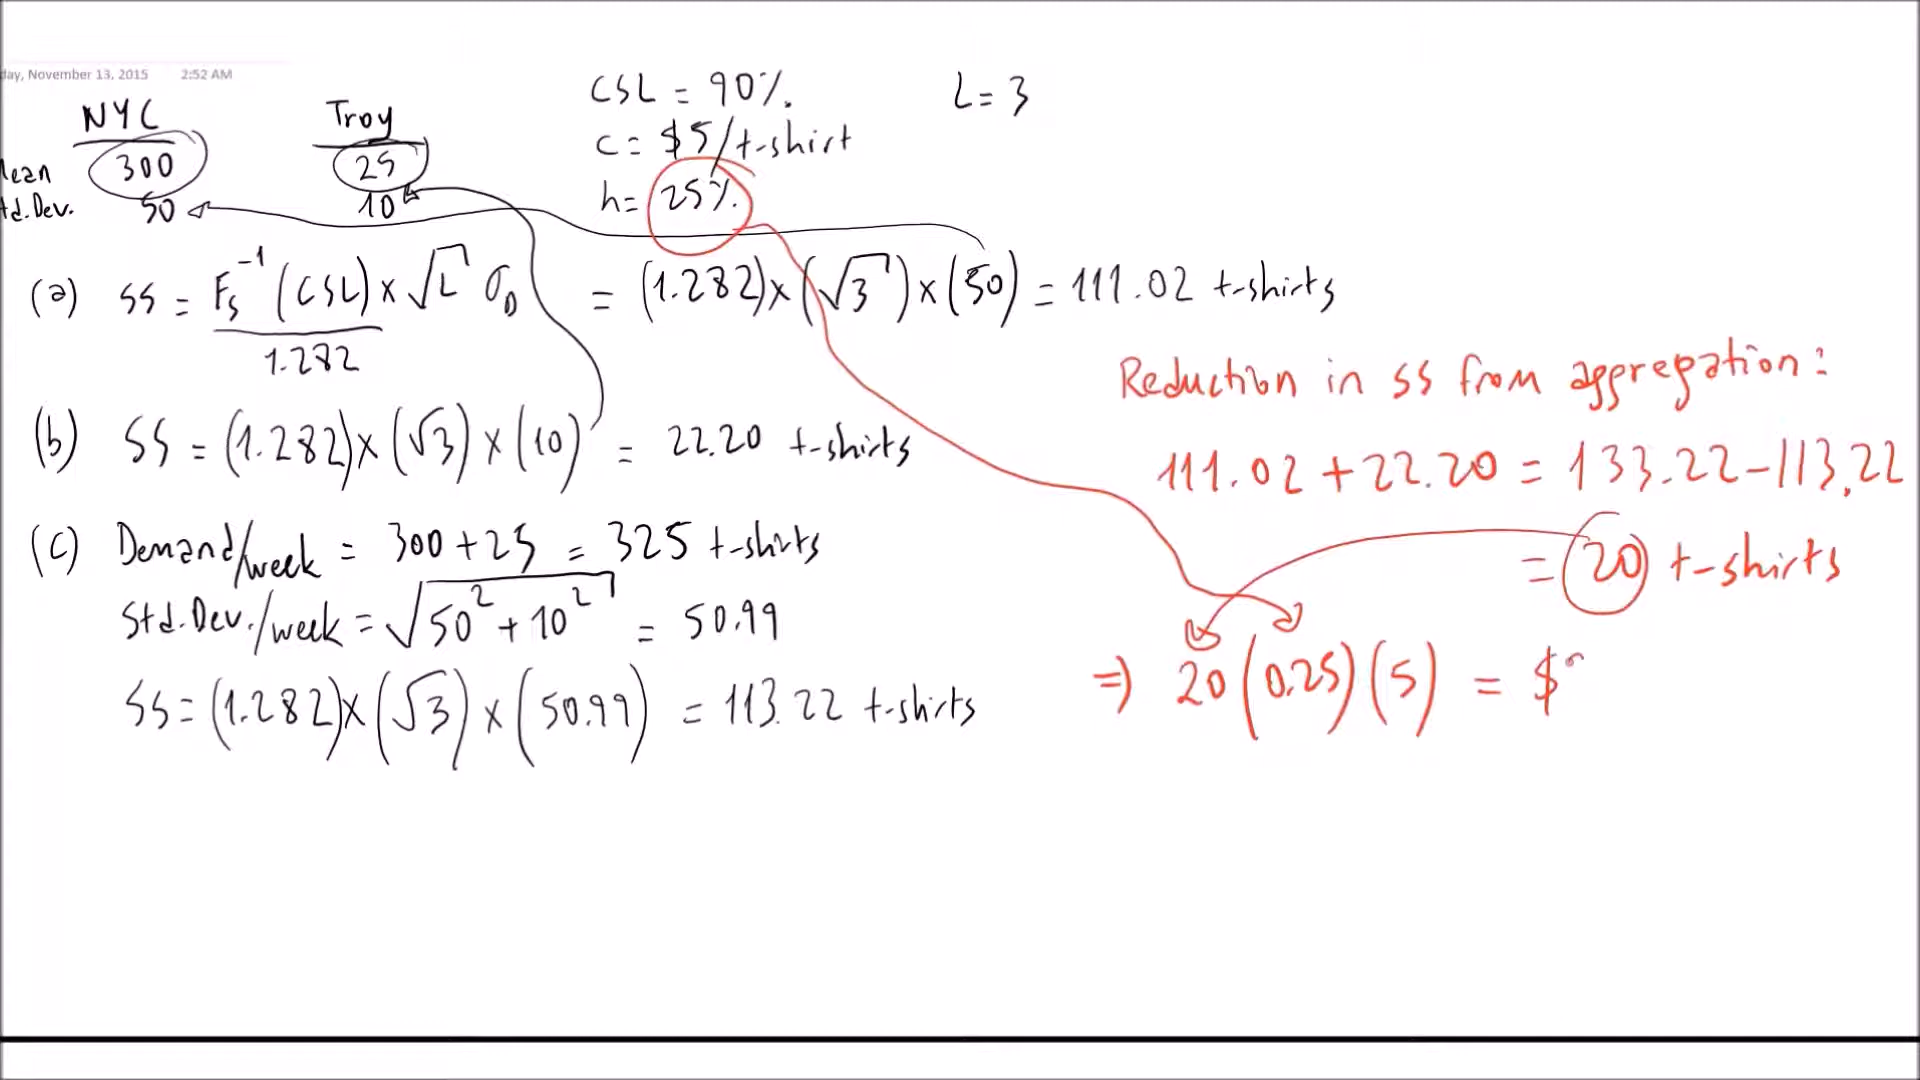 day, November 13, 2015 2:52 AM
CSL = 90%. L = 3
NYC Troy
c = $5/t-shirt
Mean 300 25
h = 25%.
td.Dev. 50 10
(a) SS = Fs^-1 (CSL) x √L σD = (1.282) x (√3) x (50) = 111.02 t-shirts
1.282
Reduction in SS from aggregation:
(b) SS = (1.282) x (√3) x (10) = 22.20 t-shirts
111.02 + 22.20 = 133.22 - 113.22
(c) Demand/week = 300 + 25 = 325 t-shirts
= 20 t-shirts
Std.Dev./week = √50² + 10² = 50.99
=> 20 (0.25) (5) = $
SS = (1.282) x (√3) x (50.99) = 113.22 t-shirts